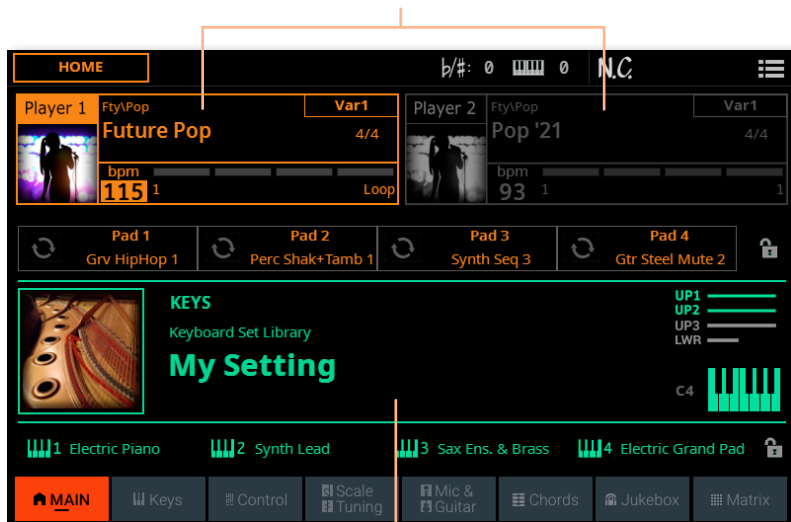 HOME
b/#: 0
0
N.C.
Player 1
Fty\Pop
Var1
Future Pop
4/4
bpm
115
1
Loop
Player 2
Fty\Pop
Var1
Pop '21
4/4
bpm
93
1
1
Pad 1
Grv HipHop 1
Pad 2
Perc Shak+Tamb 1
Pad 3
Synth Seq 3
Pad 4
Gtr Steel Mute 2
KEYS
Keyboard Set Library
My Setting
UP1
UP2
UP3
LWR
C4
1 Electric Piano
2 Synth Lead
3 Sax Ens. & Brass
4 Electric Grand Pad
MAIN
Keys
Control
Scale
Tuning
Mic &
Guitar
Chords
Jukebox
Matrix